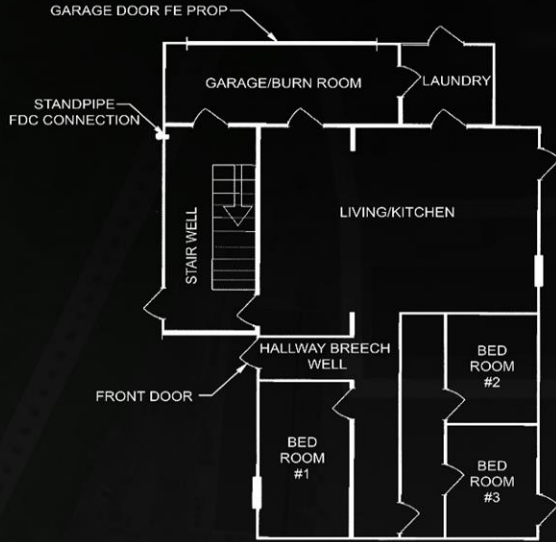 GARAGE DOOR FE PROP
GARAGE/BURN ROOM
LAUNDRY
STANDPIPE
FDC CONNECTION
STAIR WELL
LIVING/KITCHEN
HALLWAY BREECH
WELL
BED
ROOM
#2
FRONT DOOR
BED
ROOM
#1
BED
ROOM
#3